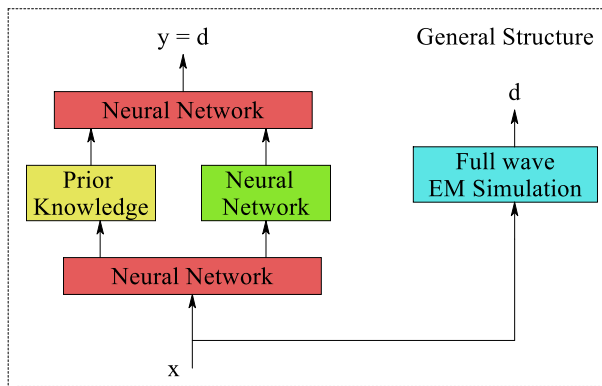 General Structure
y = d
Neural Network
Prior
Knowledge
Neural
Network
Neural Network
x
d
Full wave
EM Simulation